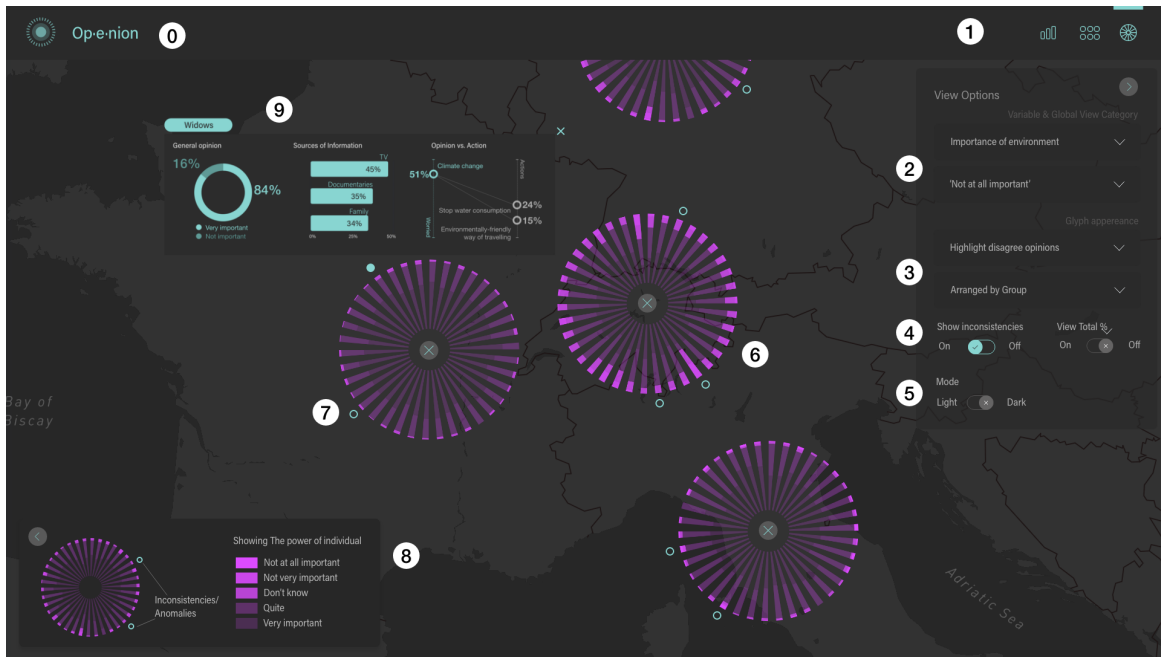 Op·e·nion
0
1
9
Widows
General opinion
16%
84%
Very important
Not important
Sources of Information
TV
45%
Documentaries
35%
Family
34%
0%
20%
50%
Opinion vs. Action
51%
Climate change
Worried
Actions
Stop water consumption
24%
Environmentally-friendly
way of travelling
15%
View Options
Variable & Global View Category
Importance of environment
2
'Not at all important'
Glyph appereance
Highlight disagree opinions
3
Arranged by Group
4
Show inconsistencies
On
Off
View Total %
On
Off
5
Mode
Light
Dark
6
7
Bay of
Biscay
Adriatic Sea
8
Inconsistencies/
Anomalies
Showing The power of individual
Not at all important
Not very important
Don't know
Quite
Very important